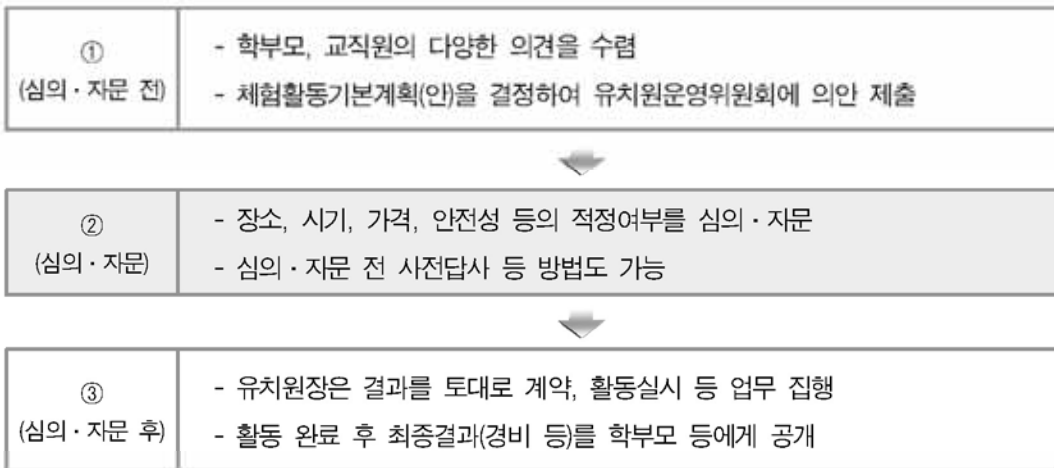 ①
(심의·자문 전)
- 학부모, 교직원의 다양한 의견을 수렴
- 체험활동기본계획(안)을 결정하여 유치원운영위원회에 의안 제출
②
(심의·자문)
- 장소, 시기, 가격, 안전성 등의 적정여부를 심의·자문
- 심의·자문 전 사전답사 등 방법도 가능
③
(심의·자문 후)
- 유치원장은 결과를 토대로 계약, 활동실시 등 업무 집행
- 활동 완료 후 최종결과(경비 등)를 학부모 등에게 공개